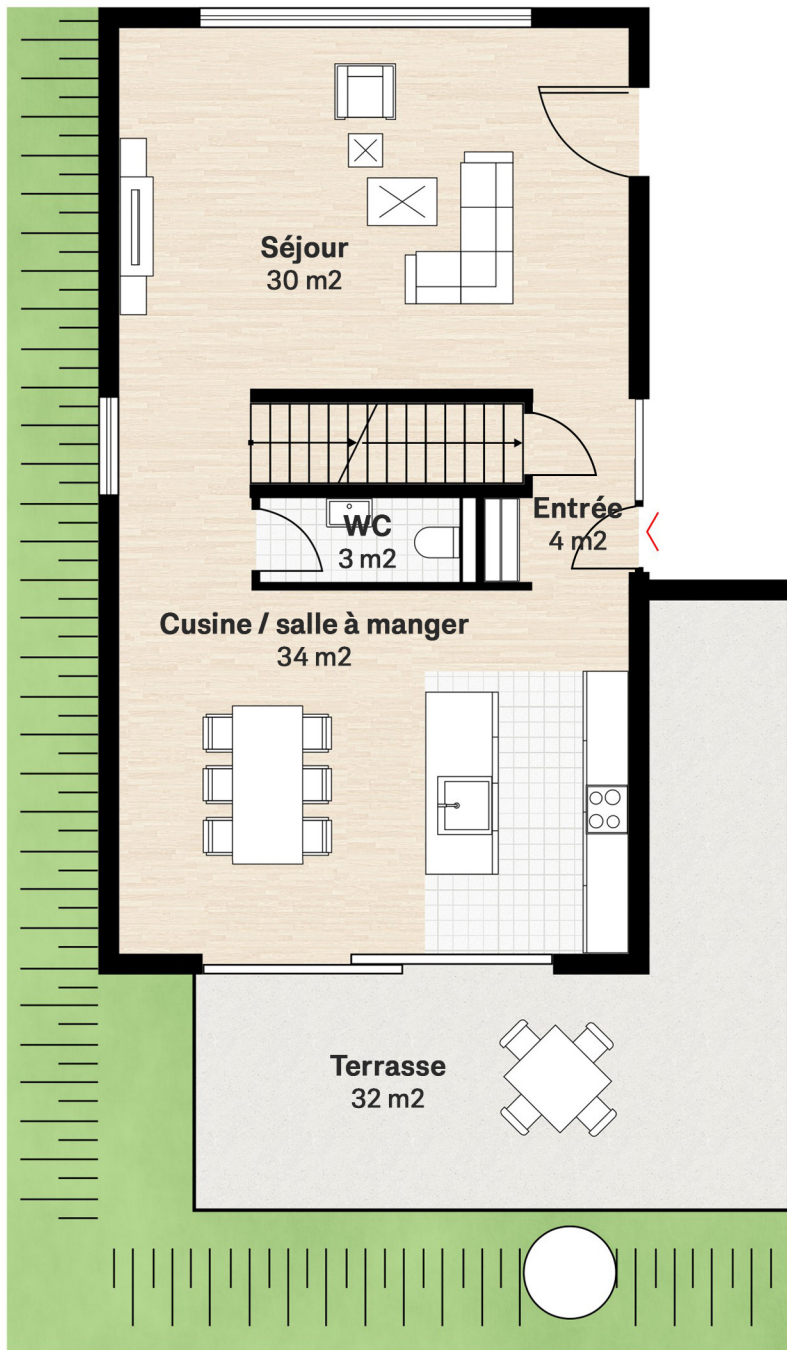 Séjour
30 m2
Entrée
4 m2
WC
3 m2
Cusine / salle à manger
34 m2
Terrasse
32 m2